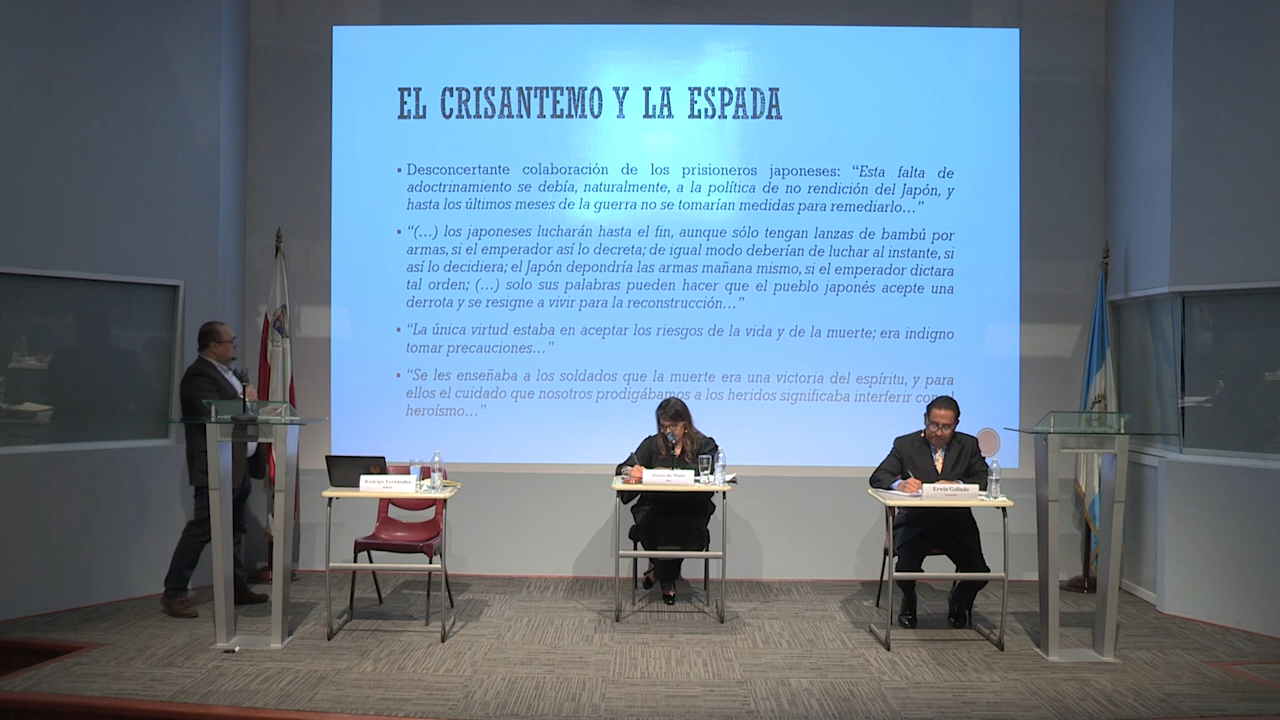 EL CRISANTEMO Y LA ESPADA
▪ Desconcertante colaboración de los prisioneros japoneses: “Esta falta de
adoctrinamiento se debía, naturalmente, a la política de no rendición del Japón, y
hasta los últimos meses de la guerra no se tomarían medidas para remediarlo…”
▪ “(…) los japoneses lucharán hasta el fin, aunque sólo tengan lanzas de bambú por
armas, si el emperador así lo decreta; de igual modo deberían de luchar al instante, si
así lo decidiera; el Japón depondría las armas mañana mismo, si el emperador dictara
tal orden; (…) solo sus palabras pueden hacer que el pueblo japonés acepte una
derrota y se resigne a vivir para la reconstrucción…”
▪ “La única virtud estaba en aceptar los riesgos de la vida y de la muerte; era indigno
tomar precauciones…”
▪ “Se les enseñaba a los soldados que la muerte era una victoria del espíritu, y para
ellos el cuidado que nosotros prodigábamos a los heridos significaba interferir con el
heroísmo…”
Rodrigo Fernández
Erwin Galindo